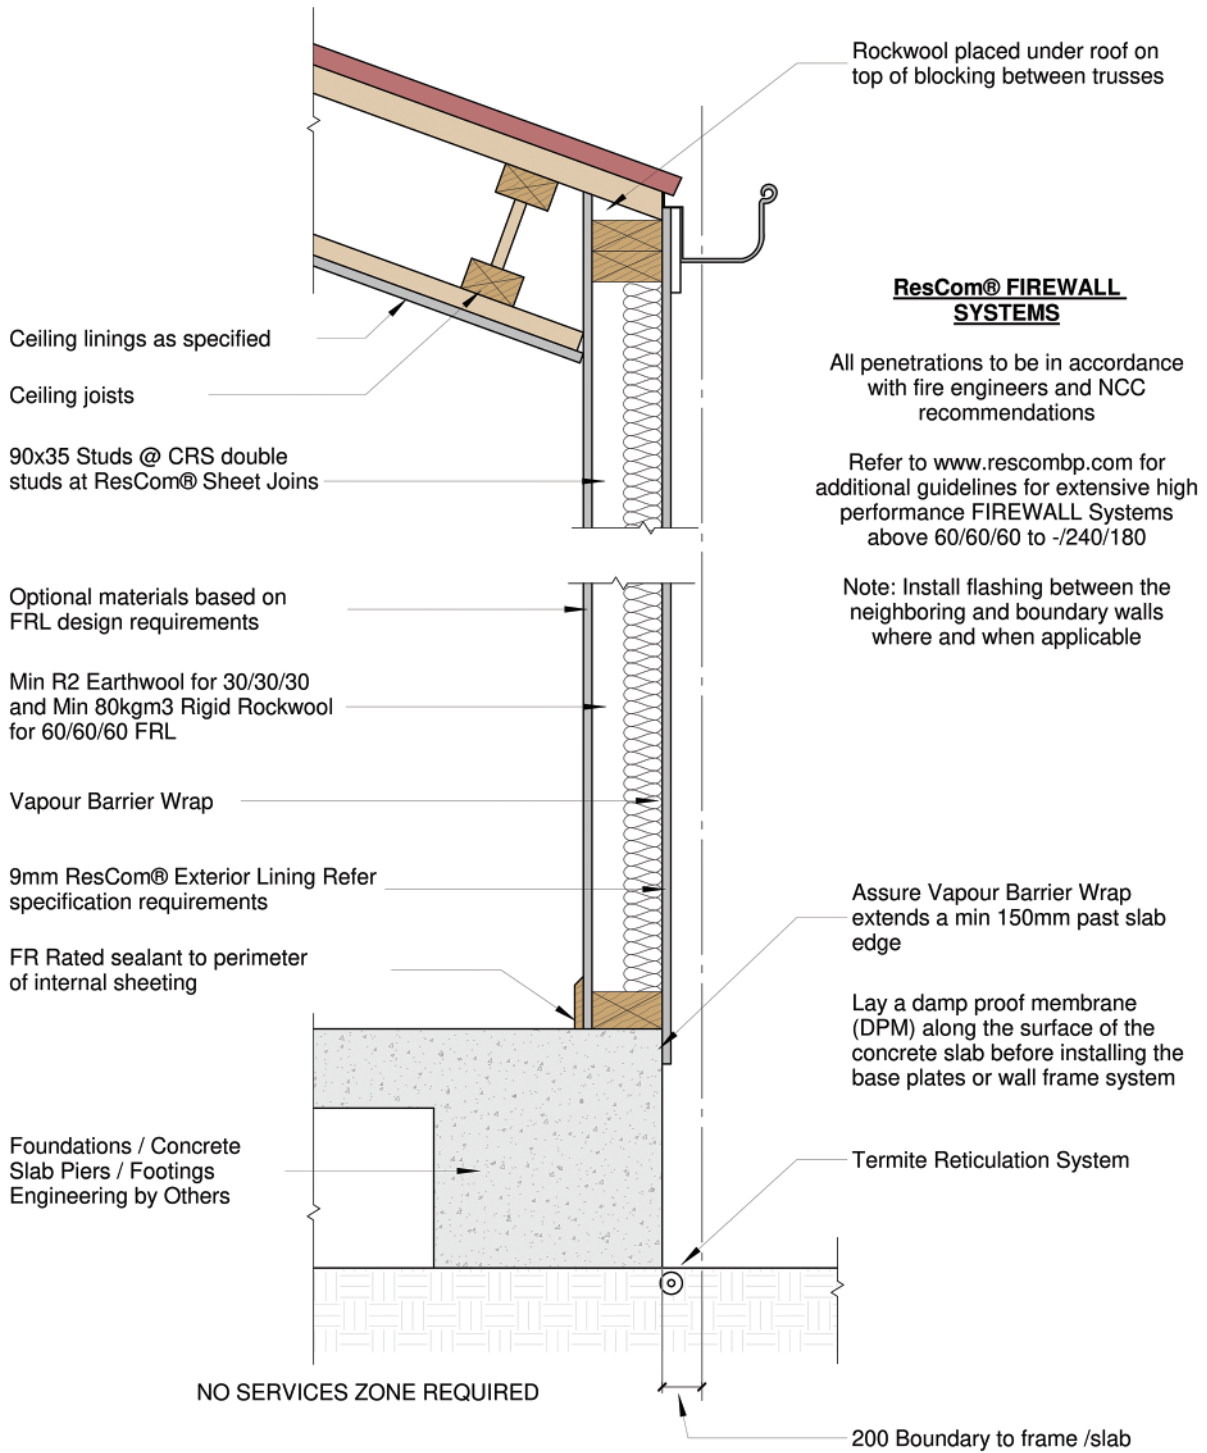 Rockwool placed under roof on
top of blocking between trusses
ResCom® FIREWALL
SYSTEMS
All penetrations to be in accordance
with fire engineers and NCC
recommendations
Refer to www.rescombp.com for
additional guidelines for extensive high
performance FIREWALL Systems
above 60/60/60 to -/240/180
Note: Install flashing between the
neighboring and boundary walls
where and when applicable
Ceiling linings as specified
Ceiling joists
90x35 Studs @ CRS double
studs at ResCom® Sheet Joins
Optional materials based on
FRL design requirements
Min R2 Earthwool for 30/30/30
and Min 80kgm3 Rigid Rockwool
for 60/60/60 FRL
Vapour Barrier Wrap
9mm ResCom® Exterior Lining Refer
specification requirements
FR Rated sealant to perimeter
of internal sheeting
Assure Vapour Barrier Wrap
extends a min 150mm past slab
edge
Lay a damp proof membrane
(DPM) along the surface of the
concrete slab before installing the
base plates or wall frame system
Foundations / Concrete
Slab Piers / Footings
Engineering by Others
Termite Reticulation System
NO SERVICES ZONE REQUIRED
200 Boundary to frame /slab